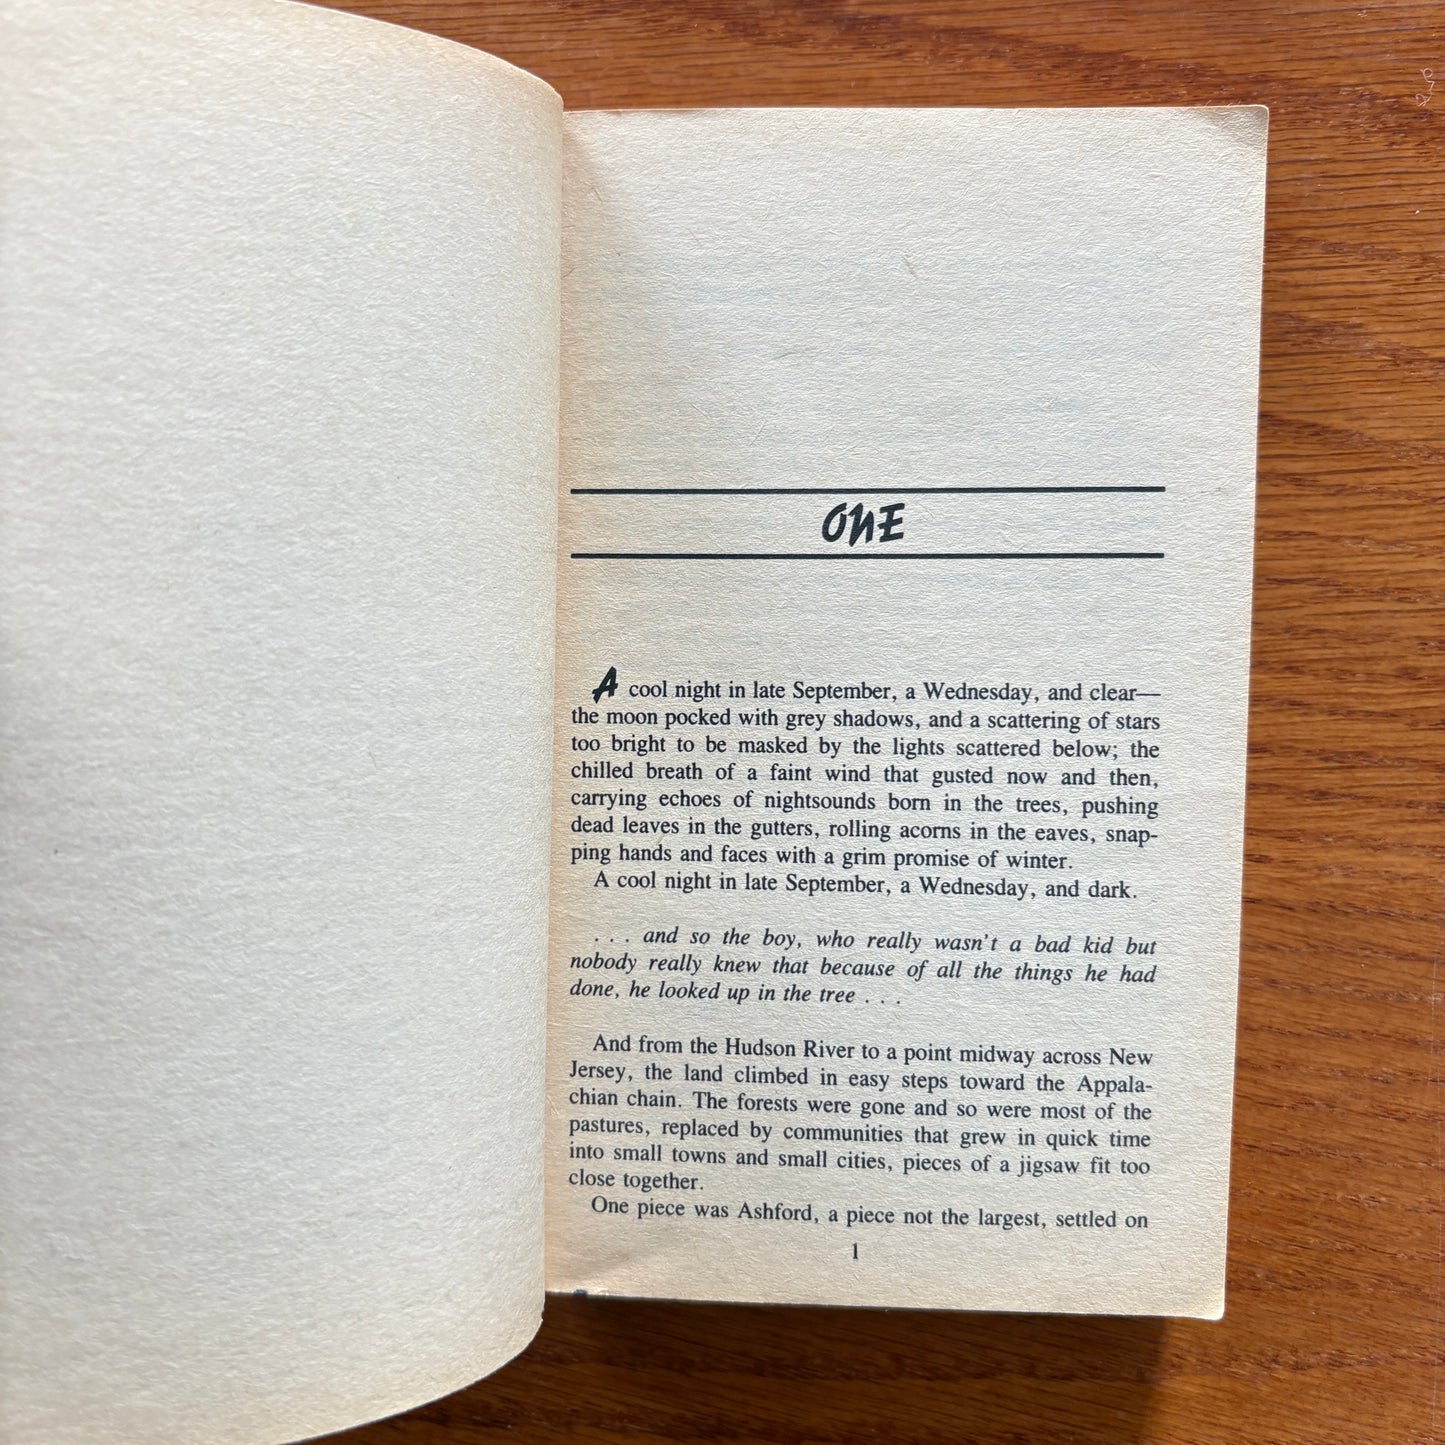 ONE
A cool night in late September, a Wednesday, and clear—
the moon pocked with grey shadows, and a scattering of stars
too bright to be masked by the lights scattered below; the
chilled breath of a faint wind that gusted now and then,
carrying echoes of nightsounds born in the trees, pushing
dead leaves in the gutters, rolling acorns in the eaves, snap-
ping hands and faces with a grim promise of winter.
A cool night in late September, a Wednesday, and dark.
. . . and so the boy, who really wasn't a bad kid but
nobody really knew that because of all the things he had
done, he looked up in the tree . . .
And from the Hudson River to a point midway across New
Jersey, the land climbed in easy steps toward the Appala-
chian chain. The forests were gone and so were most of the
pastures, replaced by communities that grew in quick time
into small towns and small cities, pieces of a jigsaw fit too
close together.
One piece was Ashford, a piece not the largest, settled on
1